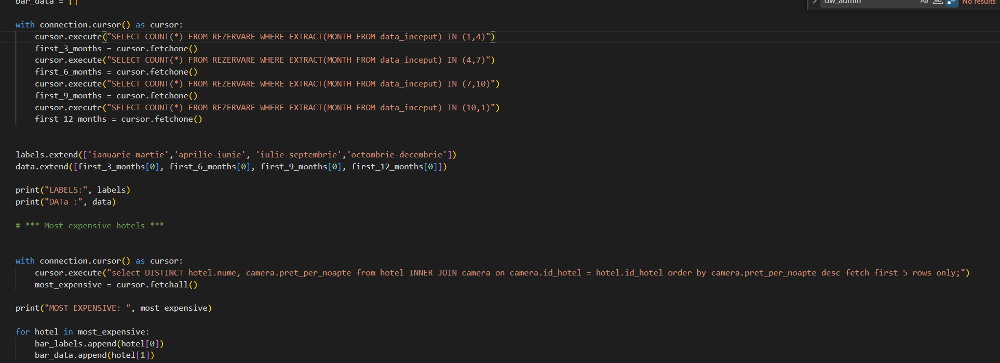 bar_data = []
dw_admin
Aa
ab
No results
with connection.cursor() as cursor:
    cursor.execute("SELECT COUNT(*) FROM REZERVARE WHERE EXTRACT(MONTH FROM data_inceput) IN (1,4)")
    first_3_months = cursor.fetchone()
    cursor.execute("SELECT COUNT(*) FROM REZERVARE WHERE EXTRACT(MONTH FROM data_inceput) IN (4,7)")
    first_6_months = cursor.fetchone()
    cursor.execute("SELECT COUNT(*) FROM REZERVARE WHERE EXTRACT(MONTH FROM data_inceput) IN (7,10)")
    first_9_months = cursor.fetchone()
    cursor.execute("SELECT COUNT(*) FROM REZERVARE WHERE EXTRACT(MONTH FROM data_inceput) IN (10,1)")
    first_12_months = cursor.fetchone()
labels.extend(['ianuarie-martie','aprilie-iunie', 'iulie-septembrie','octombrie-decembrie'])
data.extend([first_3_months[0], first_6_months[0], first_9_months[0], first_12_months[0]])
print("LABELS:", labels)
print("DATa :", data)
# *** Most expensive hotels ***
with connection.cursor() as cursor:
    cursor.execute("select DISTINCT hotel.nume, camera.pret_per_noapte from hotel INNER JOIN camera on camera.id_hotel = hotel.id_hotel order by camera.pret_per_noapte desc fetch first 5 rows only;")
    most_expensive = cursor.fetchall()
print("MOST EXPENSIVE: ", most_expensive)
for hotel in most_expensive:
    bar_labels.append(hotel[0])
    bar_data.append(hotel[1])